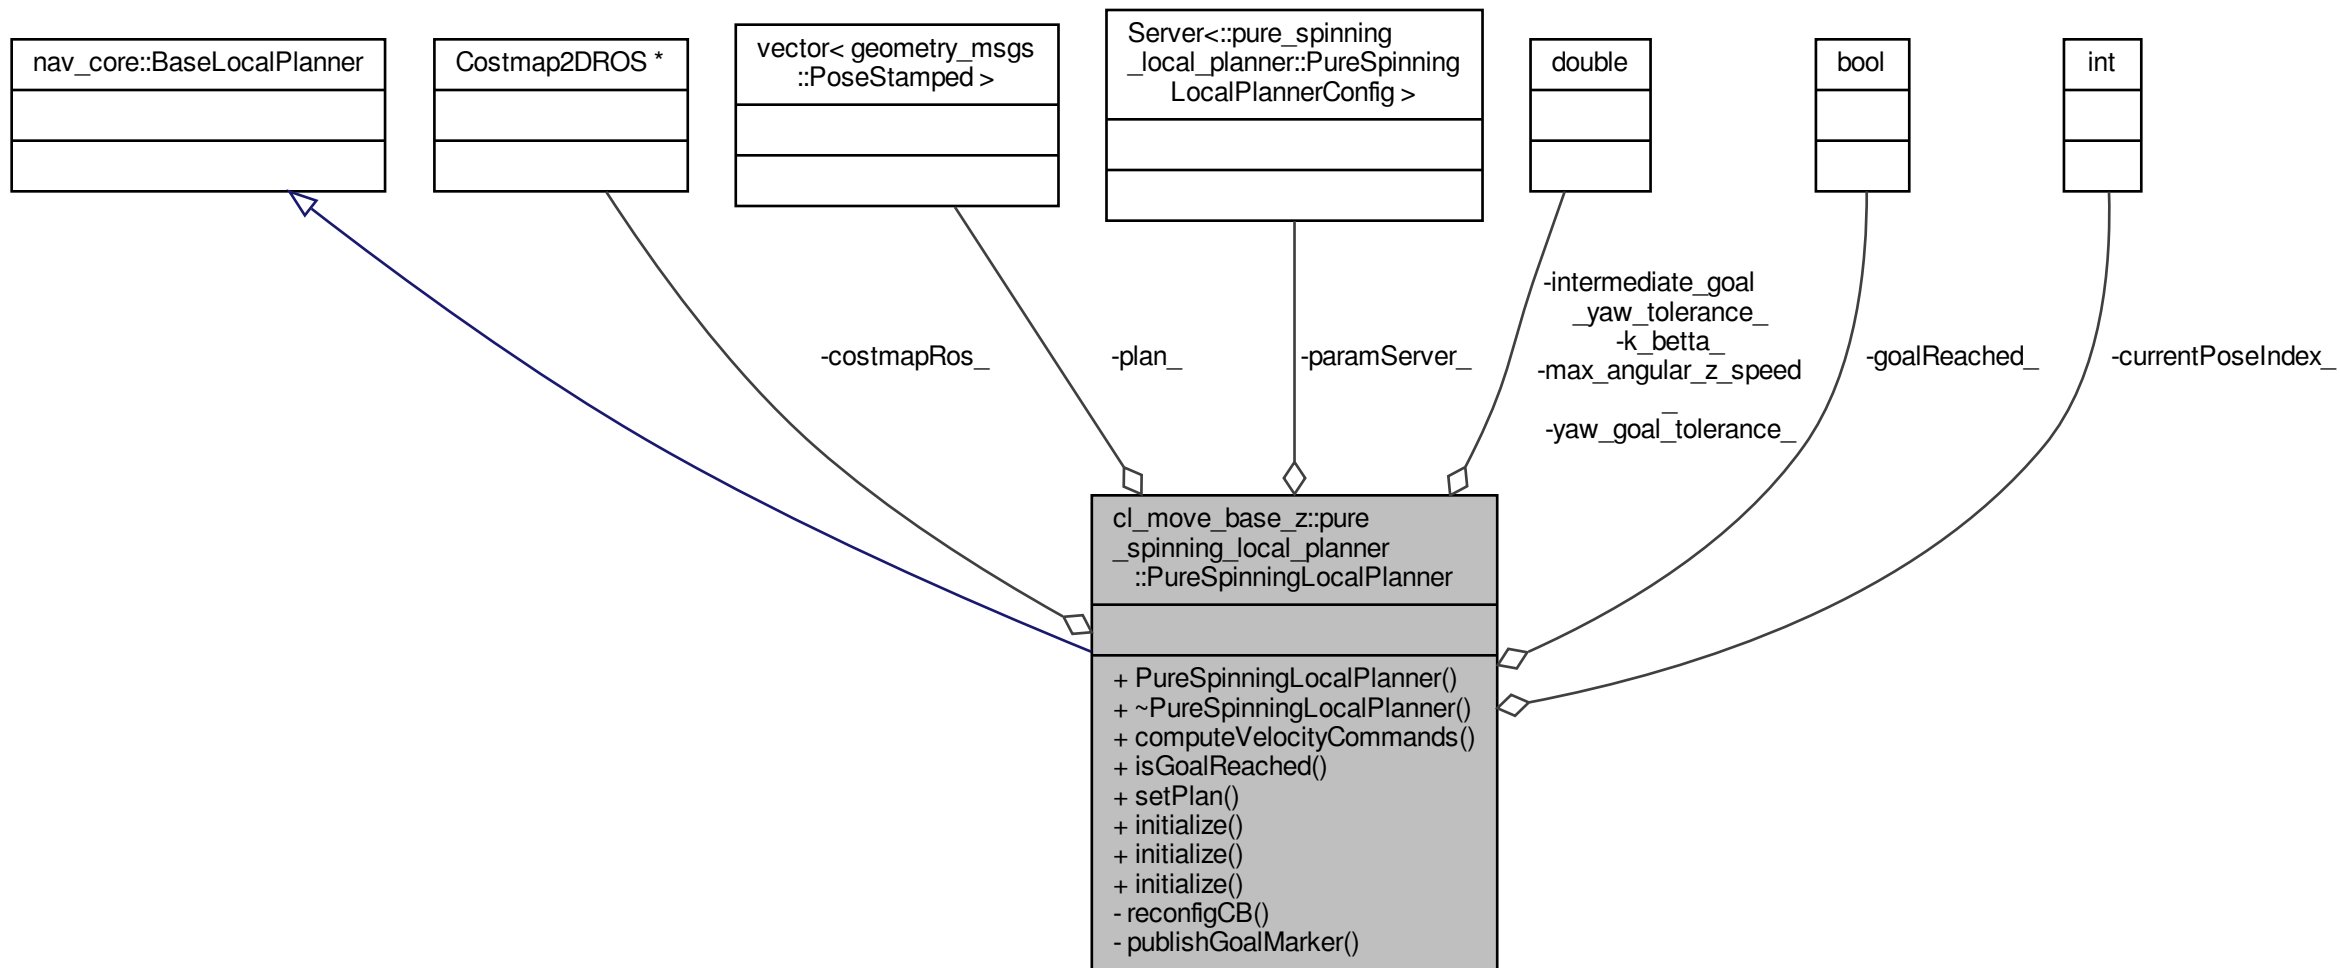 nav_core::BaseLocalPlanner
Costmap2DROS *
vector< geometry_msgs
::PoseStamped >
Server<::pure_spinning
_local_planner::PureSpinning
LocalPlannerConfig >
double
bool
int
-costmapRos_
-plan_
-paramServer_
-intermediate_goal
_yaw_tolerance_
-k_betta_
-max_angular_z_speed
_
-yaw_goal_tolerance_
-goalReached_
-currentPoseIndex_
cl_move_base_z::pure
_spinning_local_planner
::PureSpinningLocalPlanner
+ PureSpinningLocalPlanner()
+ ~PureSpinningLocalPlanner()
+ computeVelocityCommands()
+ isGoalReached()
+ setPlan()
+ initialize()
+ initialize()
+ initialize()
- reconfigCB()
- publishGoalMarker()